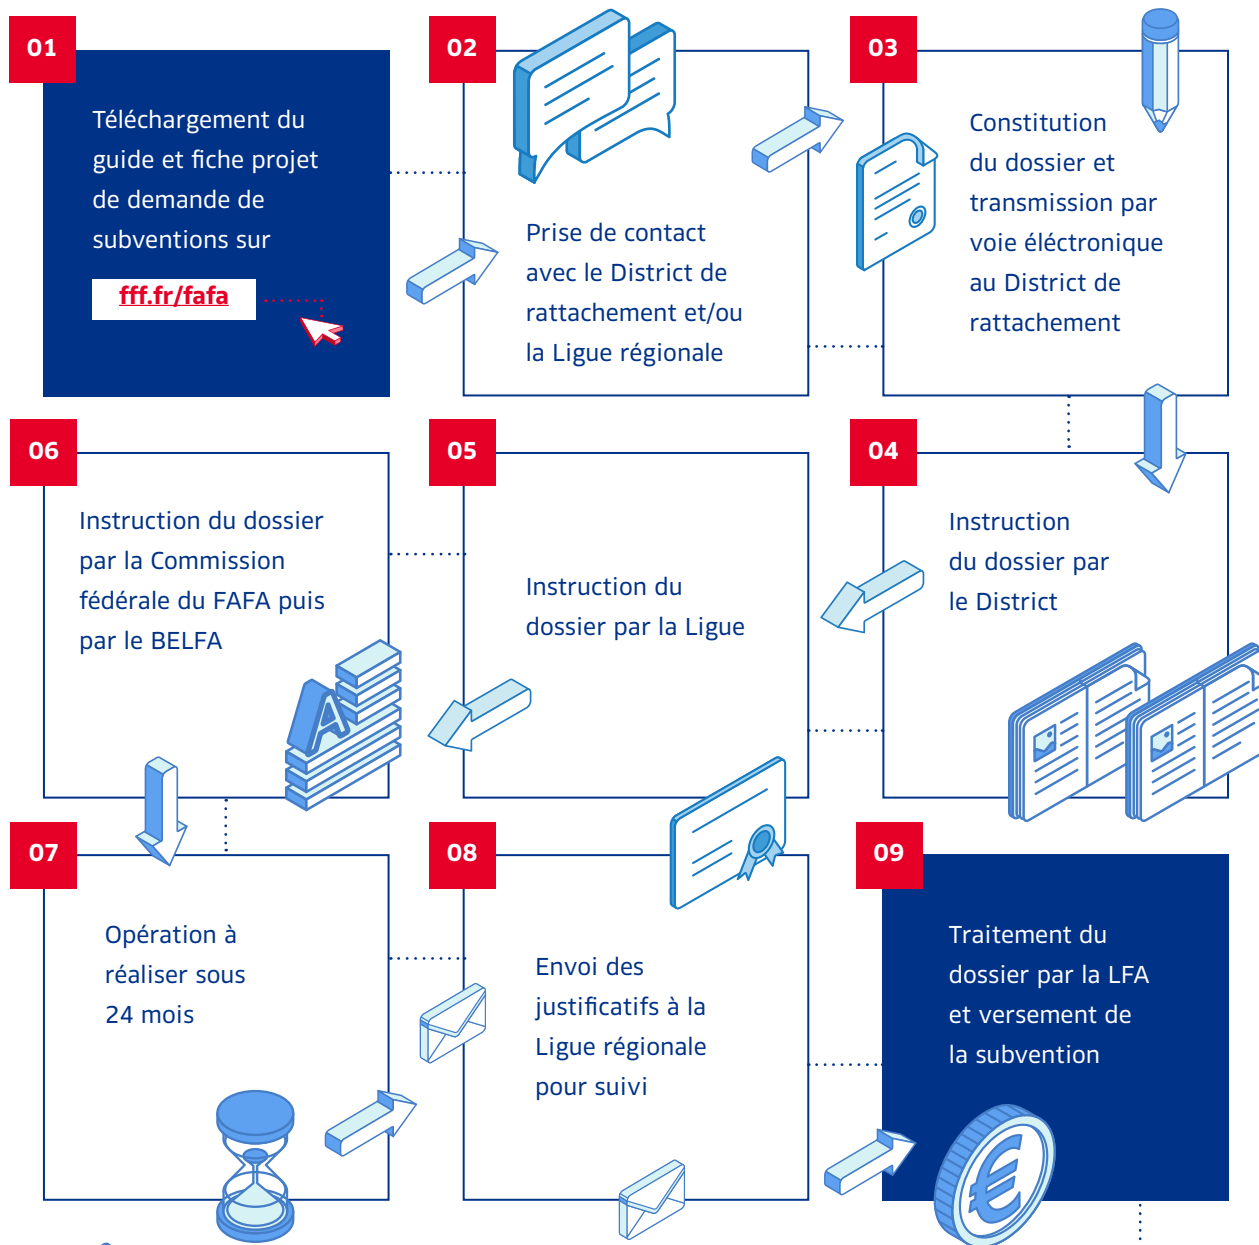 01
Téléchargement du
guide et fiche projet
de demande de
subventions sur
fff.fr/fafa
02
Prise de contact
avec le District de
rattachement et/ou
la Ligue régionale
03
Constitution
du dossier et
transmission par
voie éléctronique
au District de
rattachement
04
Instruction
du dossier par
le District
05
Instruction du
dossier par la Ligue
06
Instruction du dossier
par la Commission
fédérale du FAFA puis
par le BELFA
A
07
Opération à
réaliser sous
24 mois
08
Envoi des
justificatifs à la
Ligue régionale
pour suivi
09
Traitement du
dossier par la LFA
et versement de
la subvention
€